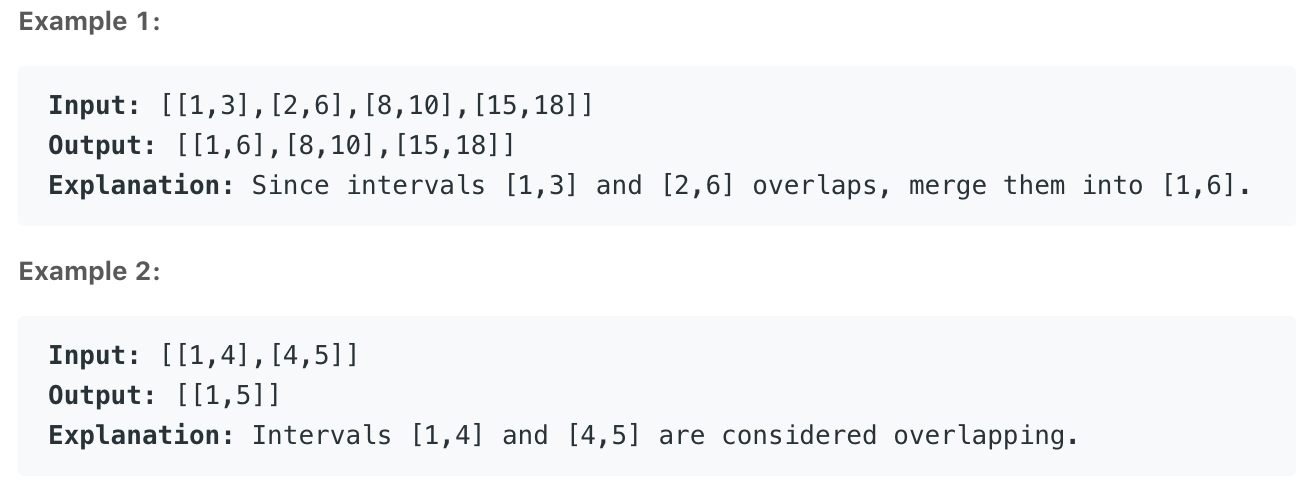 Example 1:
Input: [[1,3],[2,6],[8,10],[15,18]]
Output: [[1,6],[8,10],[15,18]]
Explanation: Since intervals [1,3] and [2,6] overlaps, merge them into [1,6].
Example 2:
Input: [[1,4],[4,5]]
Output: [[1,5]]
Explanation: Intervals [1,4] and [4,5] are considered overlapping.